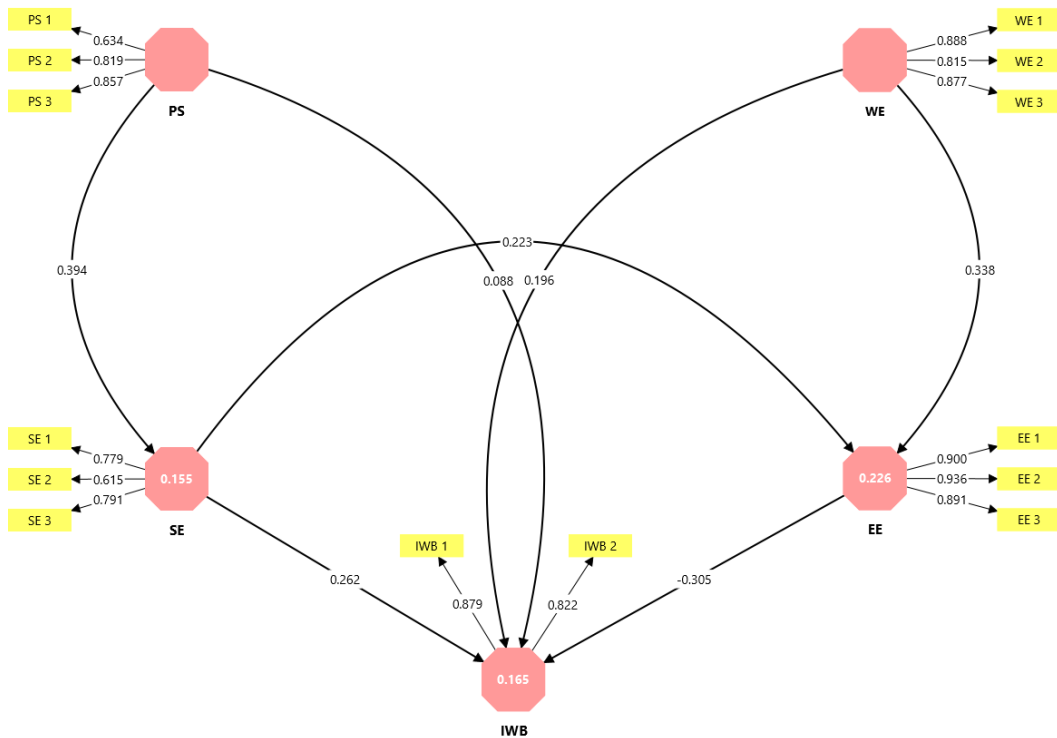 PS 1
0.634
PS 2
0.819
PS 3
0.857
PS
WE 1
0.888
WE 2
0.815
WE 3
0.877
WE
0.223
0.394
0.088
0.196
0.338
SE 1
0.779
SE 2
0.615
SE 3
0.791
0.155
SE
EE 1
0.900
EE 2
0.936
EE 3
0.891
0.226
EE
IWB 1
IWB 2
0.262
-0.305
0.879
0.822
0.165
IWB